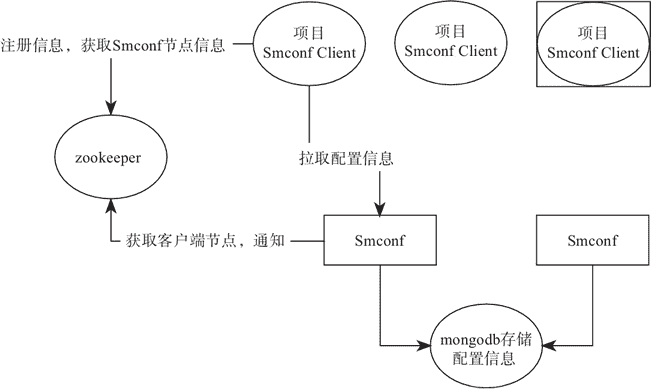 项目
Smconf Client
项目
Smconf Client
项目
Smconf Client
注册信息，获取Smconf节点信息
zookeeper
拉取配置信息
获取客户端节点，通知
Smconf
Smconf
mongodb存储
配置信息